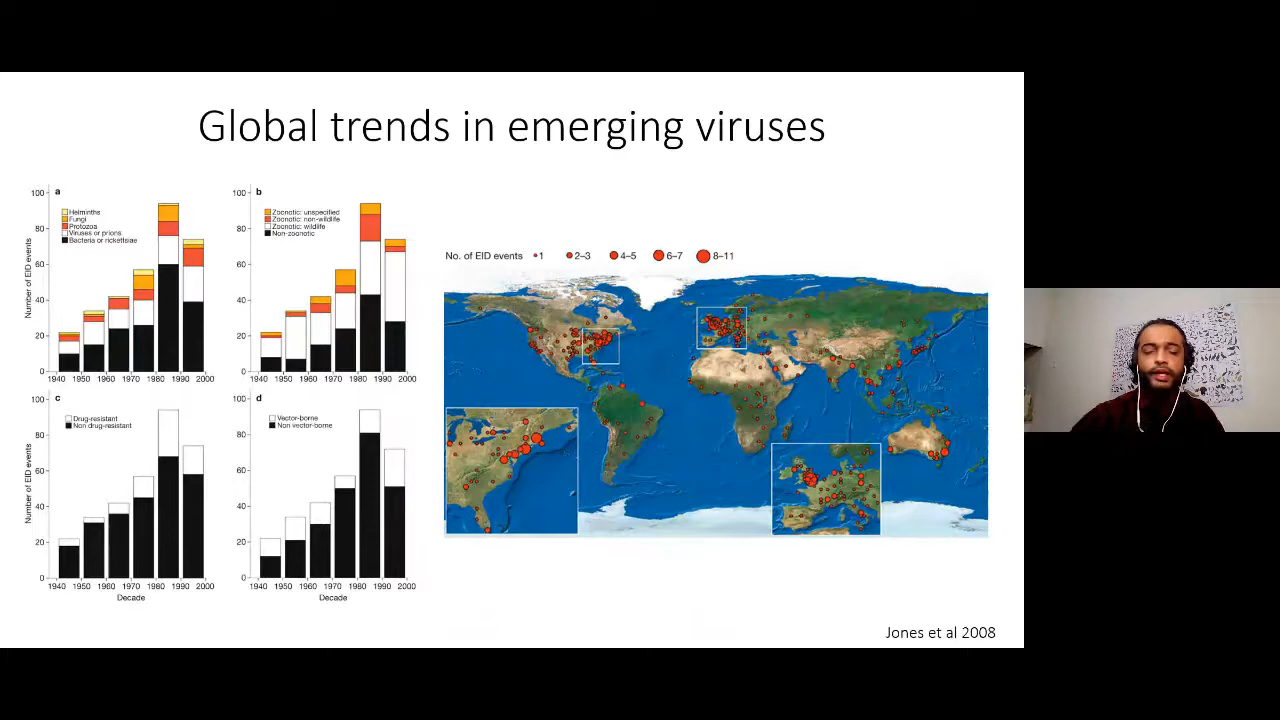 Global trends in emerging viruses
a
100
80
60
40
20
0
Number of EID events
Helminths
Fungi
Protozoa
Viruses or prions
Bacteria or rickettsiae
1940 1950 1960 1970 1980 1990 2000
b
100
80
60
40
20
0
Zoonotic: unspecified
Zoonotic: non-wildlife
Zoonotic: wildlife
Non-zoonotic
1940 1950 1960 1970 1980 1990 2000
c
100
80
60
40
20
0
Number of EID events
Drug-resistant
Non drug-resistant
1940 1950 1960 1970 1980 1990 2000
Decade
d
100
80
60
40
20
0
Vector-borne
Non vector-borne
1940 1950 1960 1970 1980 1990 2000
Decade
No. of EID events 1 2–3 4–5 6–7 8–11
Jones et al 2008